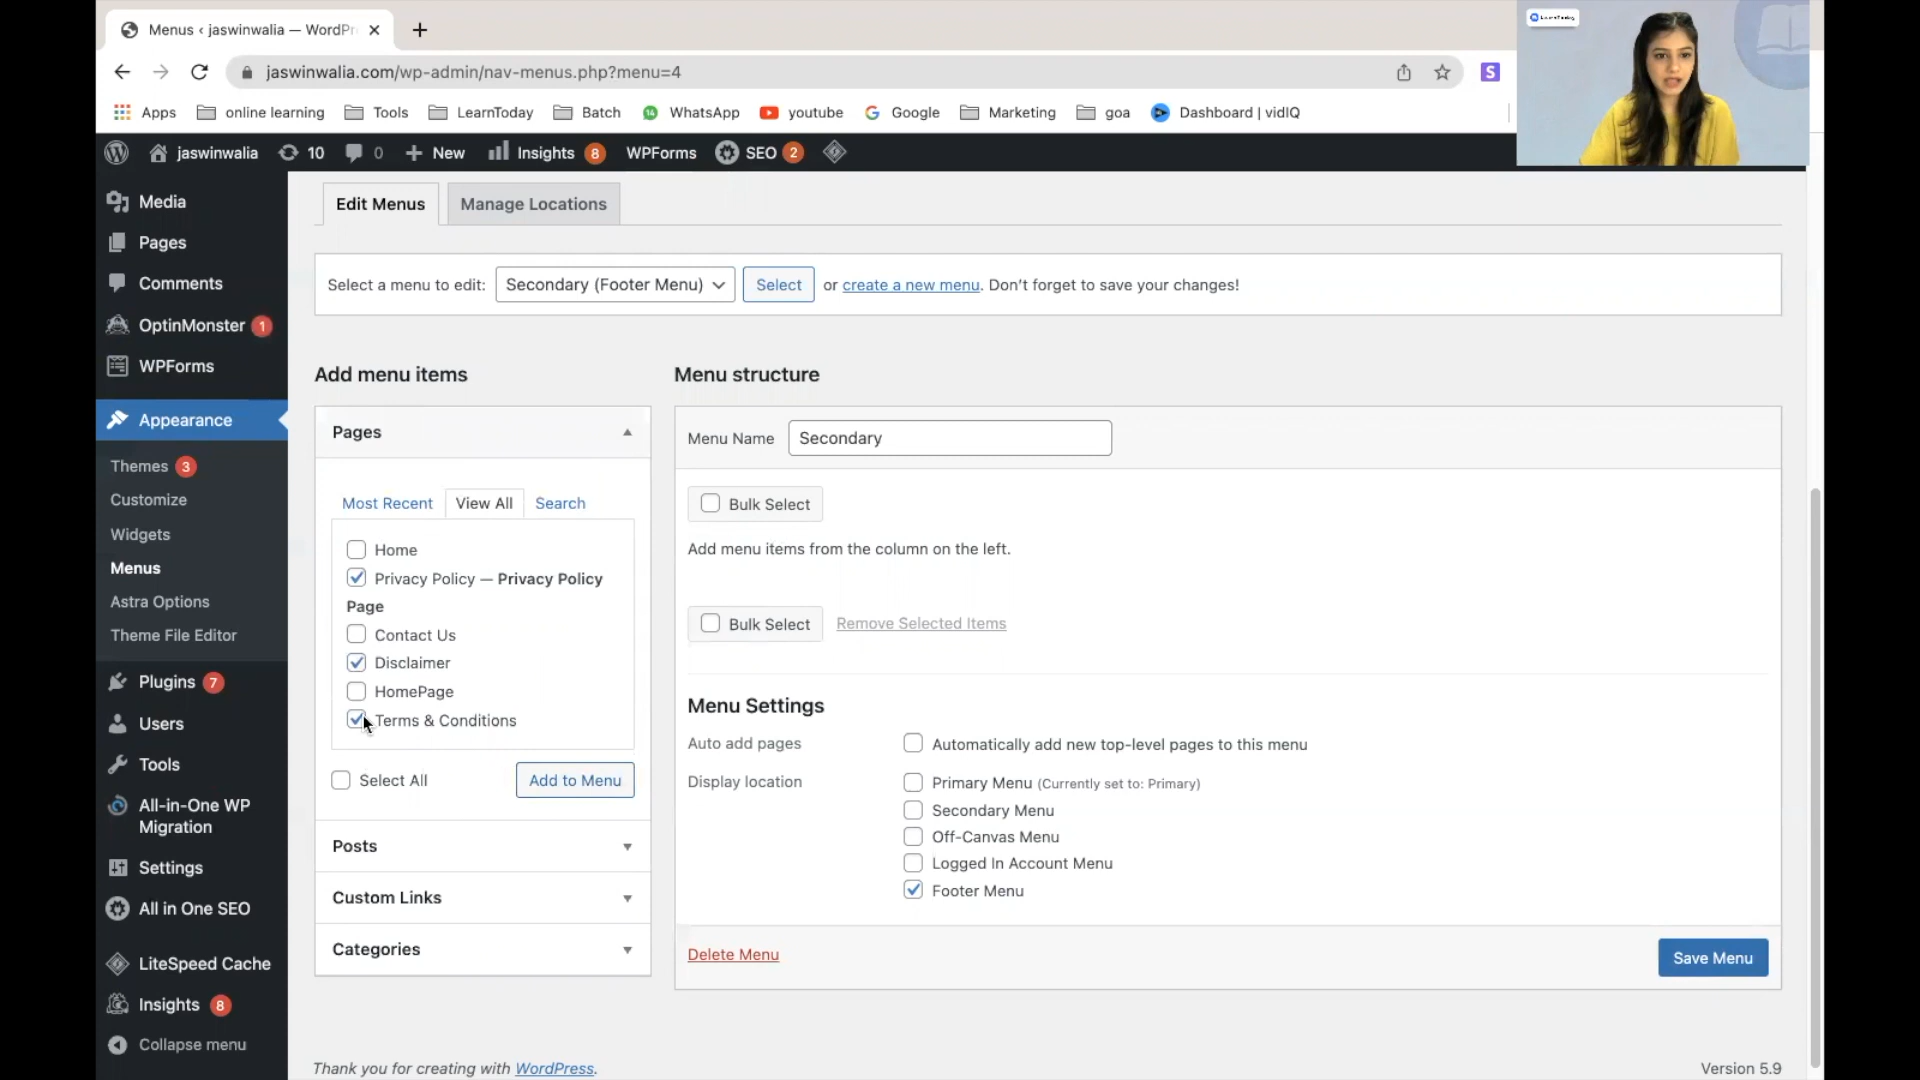 Menus ‹ jaswinwalia — WordPr
jaswinwalia.com/wp-admin/nav-menus.php?menu=4
Apps online learning Tools LearnToday Batch WhatsApp youtube Google Marketing goa Dashboard | vidIQ
jaswinwalia 10 0 New Insights 8 WPForms SEO 2
Media
Pages
Comments
OptinMonster 1
WPForms
Appearance
Themes 3
Customize
Widgets
Menus
Astra Options
Theme File Editor
Plugins 7
Users
Tools
All-in-One WP
Migration
Settings
All in One SEO
LiteSpeed Cache
Insights 8
Collapse menu
Edit Menus Manage Locations
Select a menu to edit: Secondary (Footer Menu) Select or create a new menu. Don't forget to save your changes!
Add menu items
Pages
Most Recent View All Search
Home
Privacy Policy — Privacy Policy
Page
Contact Us
Disclaimer
HomePage
Terms & Conditions
Select All Add to Menu
Posts
Custom Links
Categories
Menu structure
Menu Name Secondary
Bulk Select
Add menu items from the column on the left.
Bulk Select Remove Selected Items
Menu Settings
Auto add pages Automatically add new top-level pages to this menu
Display location Primary Menu (Currently set to: Primary)
Secondary Menu
Off-Canvas Menu
Logged In Account Menu
Footer Menu
Delete Menu Save Menu
Thank you for creating with WordPress. Version 5.9